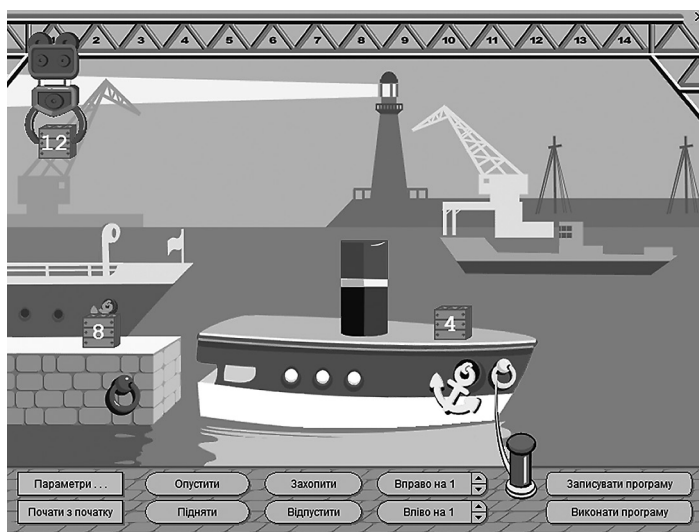 1 2 3 4 5 6 7 8 9 10 11 12 13 14
12
8
4
Параметри . . .
Опустити
Захопити
Вправо на 1
Записувати програму
Почати з початку
Підняти
Відпустити
Вліво на 1
Виконати програму